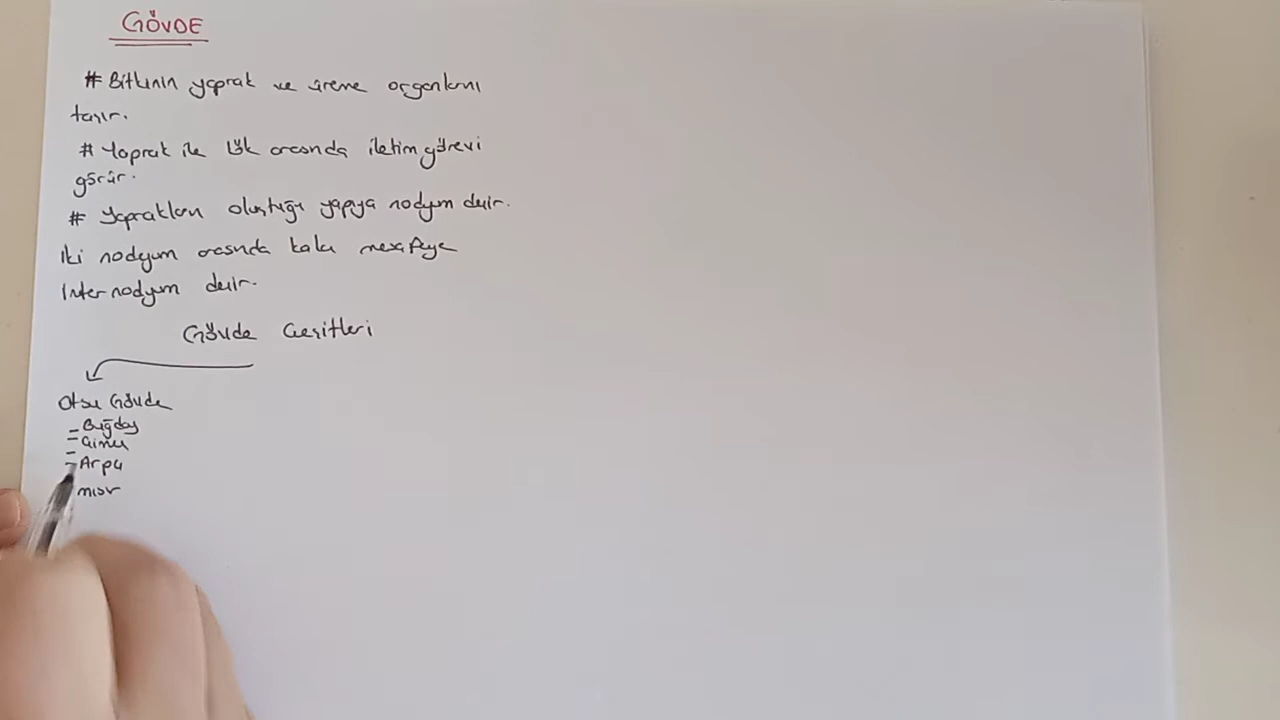 GÖVDE
# Bitkinin yaprak ve üreme organlarını
taşır.
# Yaprak ile kök arasında iletim görevi
görür.
# Yaprakların oluştuğu yapıya nodyum denir.
İki nodyum arasında kalan mesafeye
İnternodyum denir.
Gövde Çeşitleri
Otsu Gövde
- Buğday
- Çimen
- Arpa
mısır